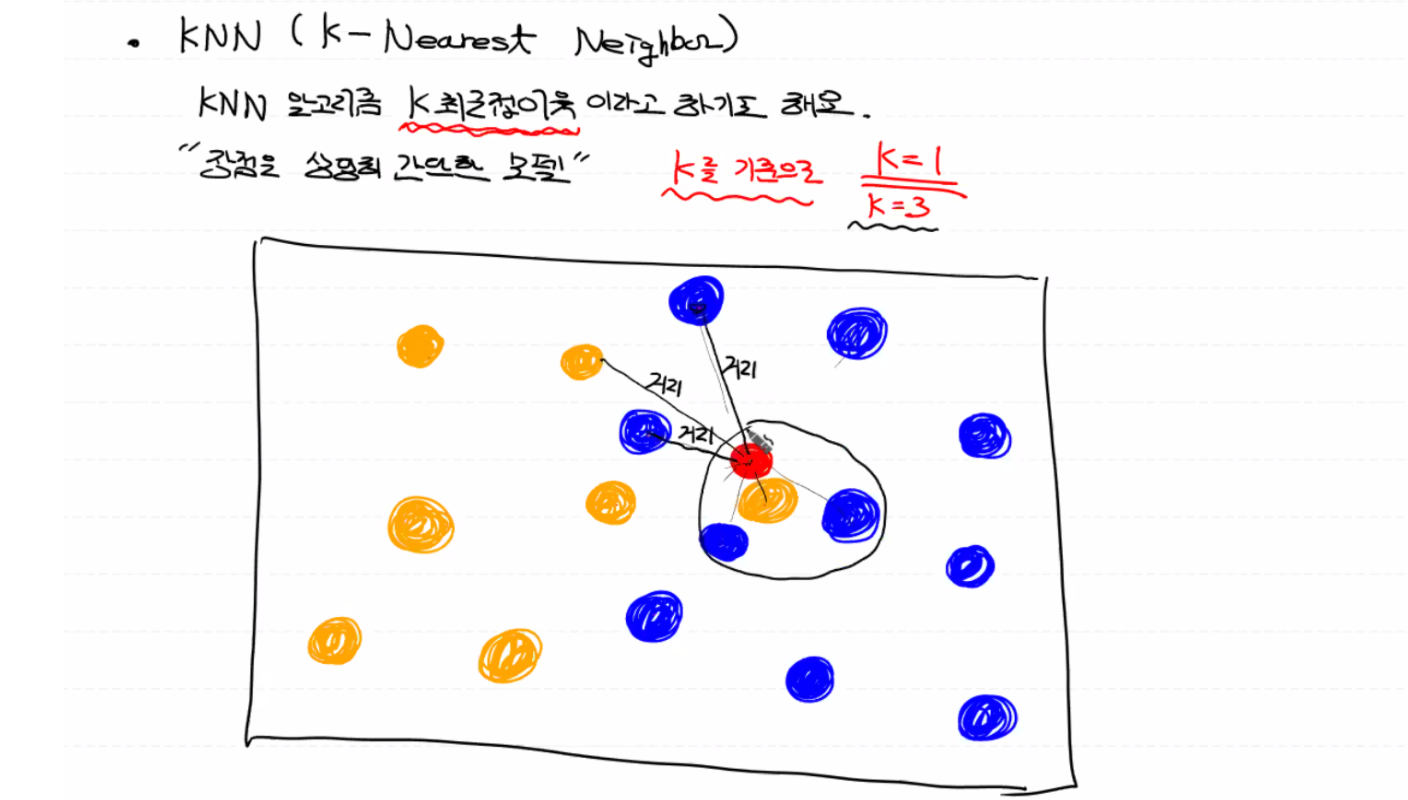 • KNN (K-Nearest Neighbor)
KNN 알고리즘 K최근접이웃 이라고 하기도 해요.
"장점은 상당히 간단한 모델"
K를 기준으로
K=1
K=3
거리
거리
거리